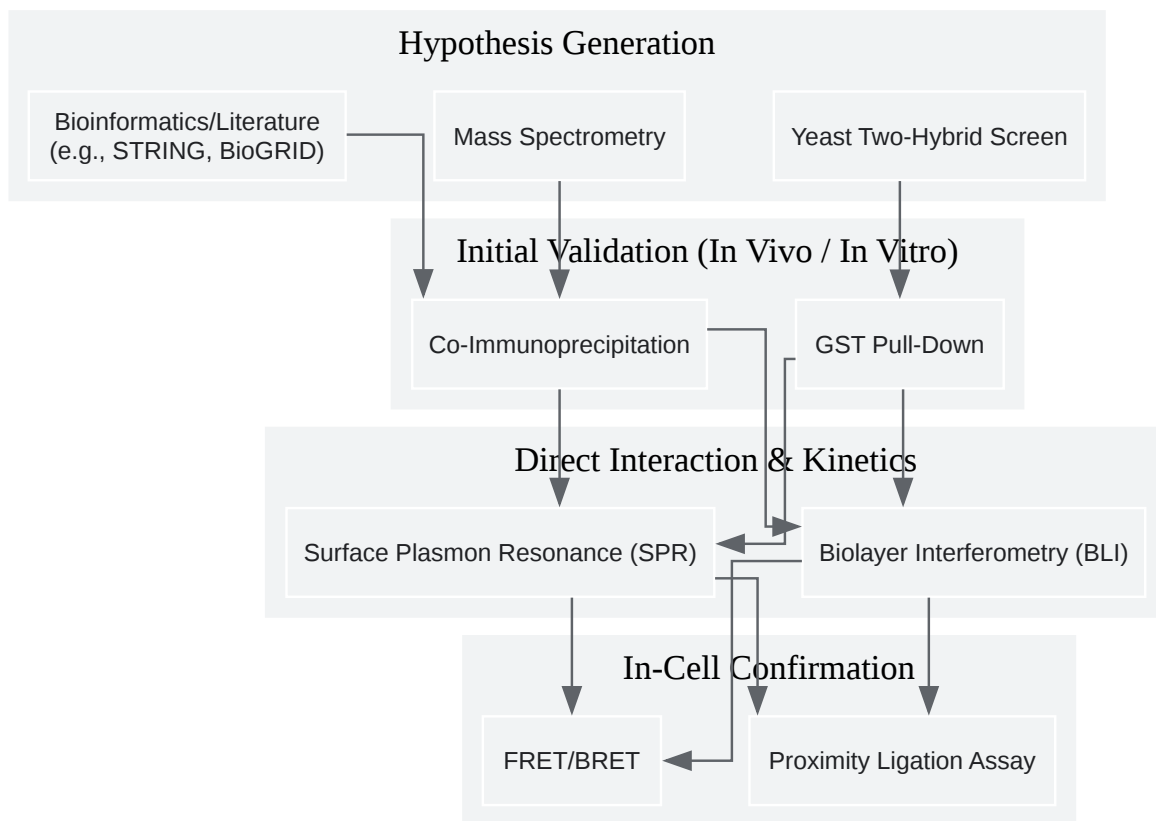 Hypothesis Generation
Bioinformatics/Literature
(e.g., STRING, BioGRID)
Mass Spectrometry
Yeast Two-Hybrid Screen
Initial Validation (In Vivo / In Vitro)
Co-Immunoprecipitation
GST Pull-Down
Direct Interaction & Kinetics
Surface Plasmon Resonance (SPR)
Biolayer Interferometry (BLI)
In-Cell Confirmation
FRET/BRET
Proximity Ligation Assay